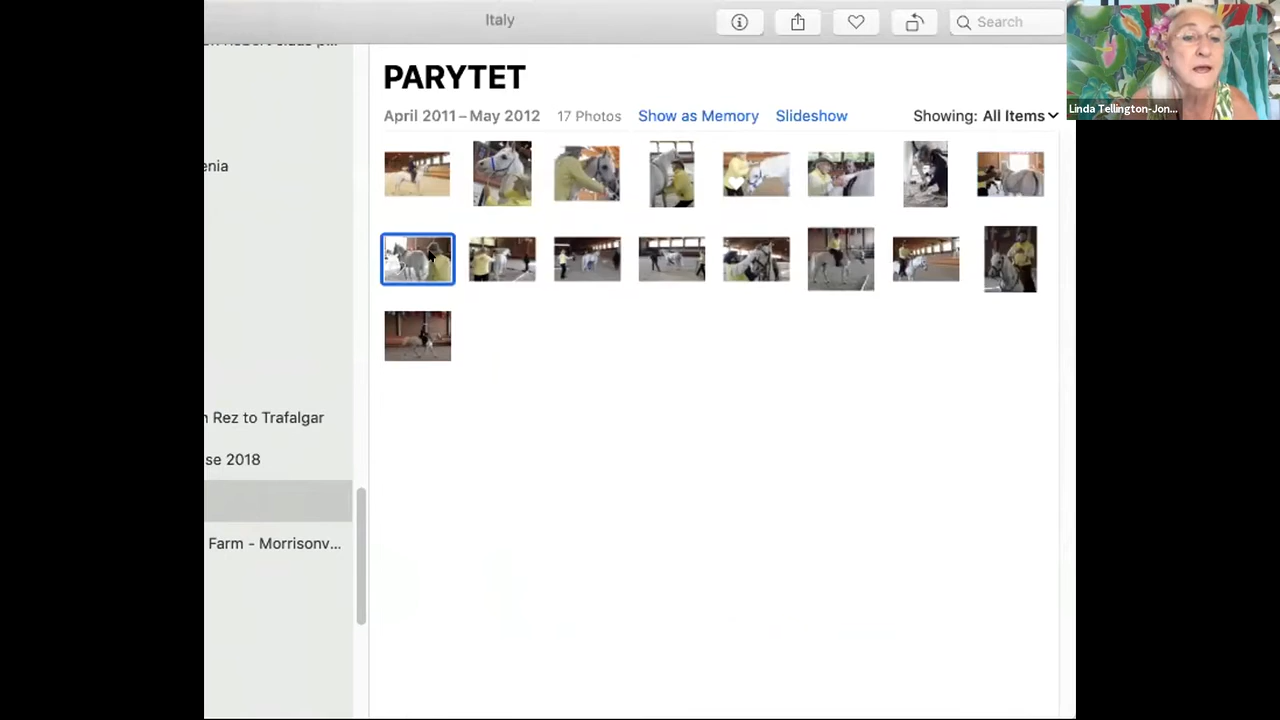 Italy
Search
PARYTET
April 2011 – May 2012 17 Photos Show as Memory Slideshow Showing: All Items
Linda Tellington-Jon...
enia
Rez to Trafalgar
se 2018
Farm - Morrisonv...